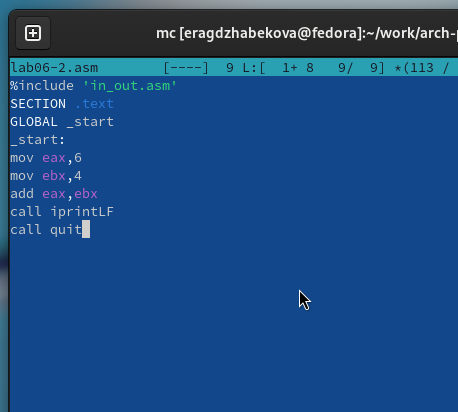 mc [eragdzhabekova@fedora]:~/work/arch-
lab06-2.asm [----] 9 L:[ 1+ 8 9/ 9] *(113 /
%include 'in_out.asm'
SECTION .text
GLOBAL _start
_start:
mov eax,6
mov ebx,4
add eax,ebx
call iprintLF
call quit